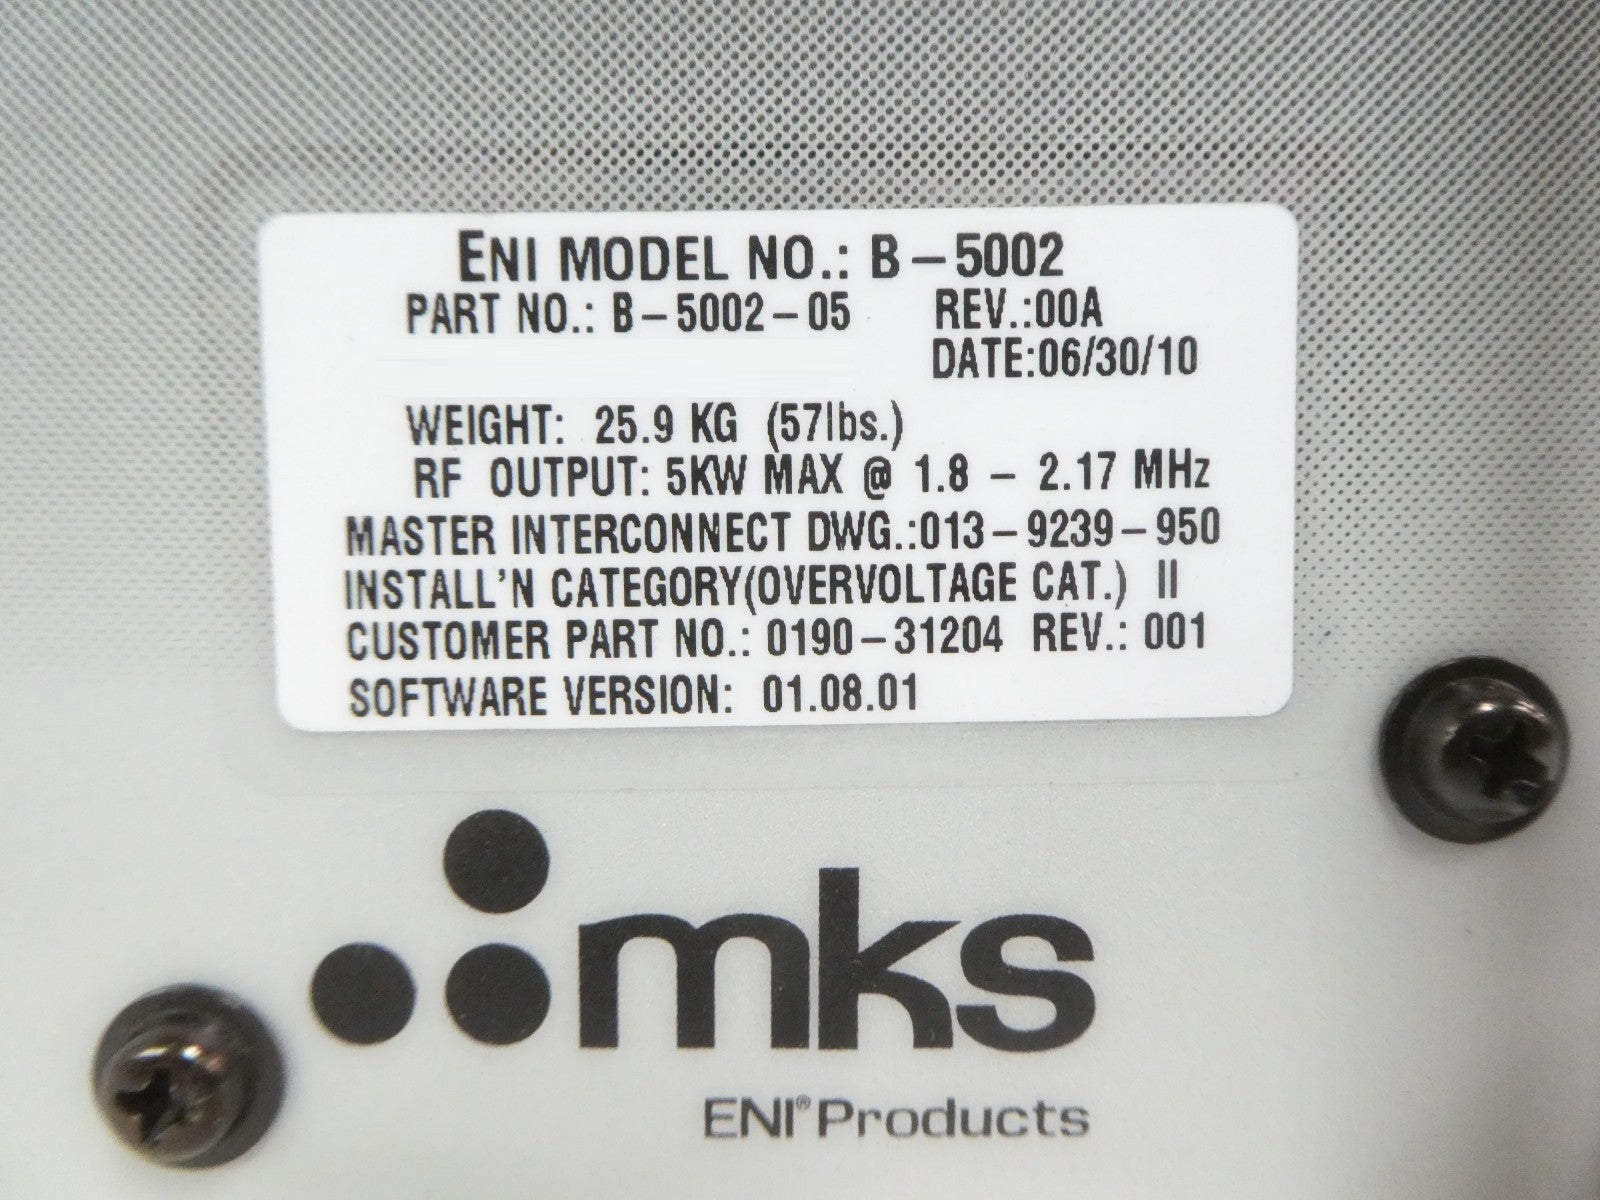 ENI MODEL NO.: B-5002
PART NO.: B-5002-05 REV.:00A
DATE:06/30/10
WEIGHT: 25.9 KG (57lbs.)
RF OUTPUT: 5KW MAX @ 1.8 - 2.17 MHz
MASTER INTERCONNECT DWG.:013-9239-950
INSTALL'N CATEGORY(OVERVOLTAGE CAT.) II
CUSTOMER PART NO.: 0190-31204 REV.: 001
SOFTWARE VERSION: 01.08.01
mks
ENI® Products